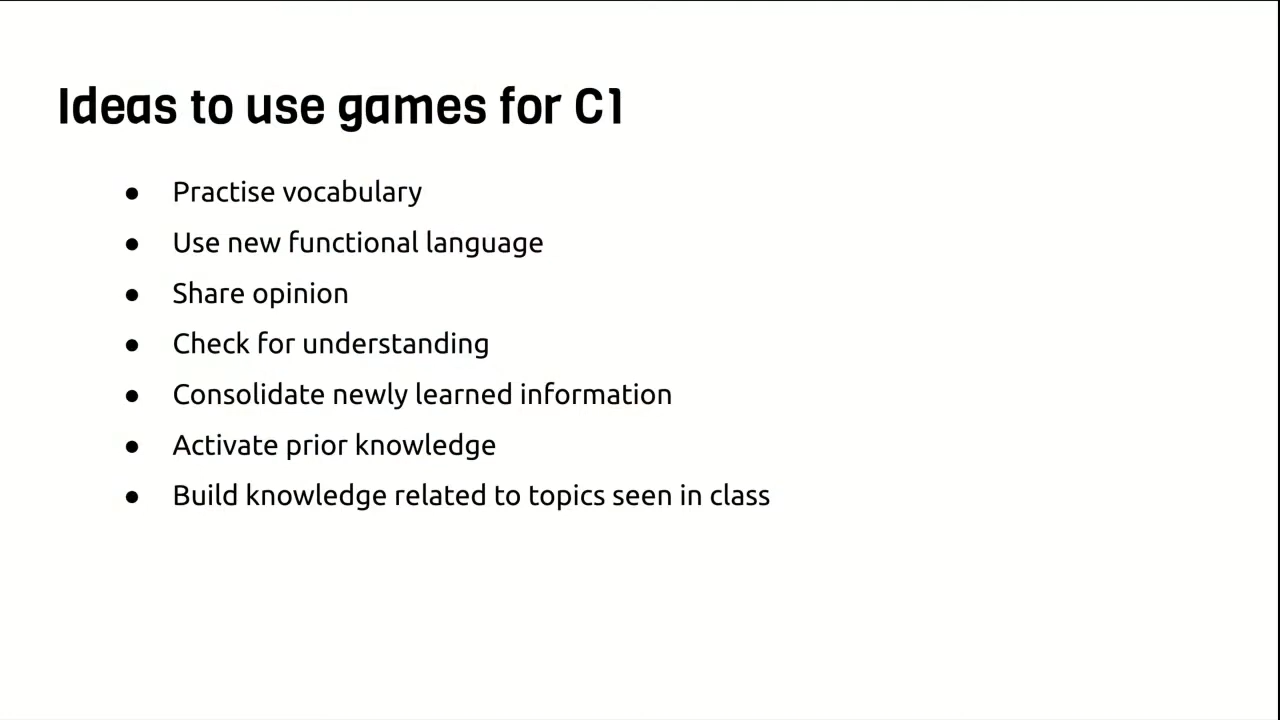 Ideas to use games for C1
● Practise vocabulary
● Use new functional language
● Share opinion
● Check for understanding
● Consolidate newly learned information
● Activate prior knowledge
● Build knowledge related to topics seen in class